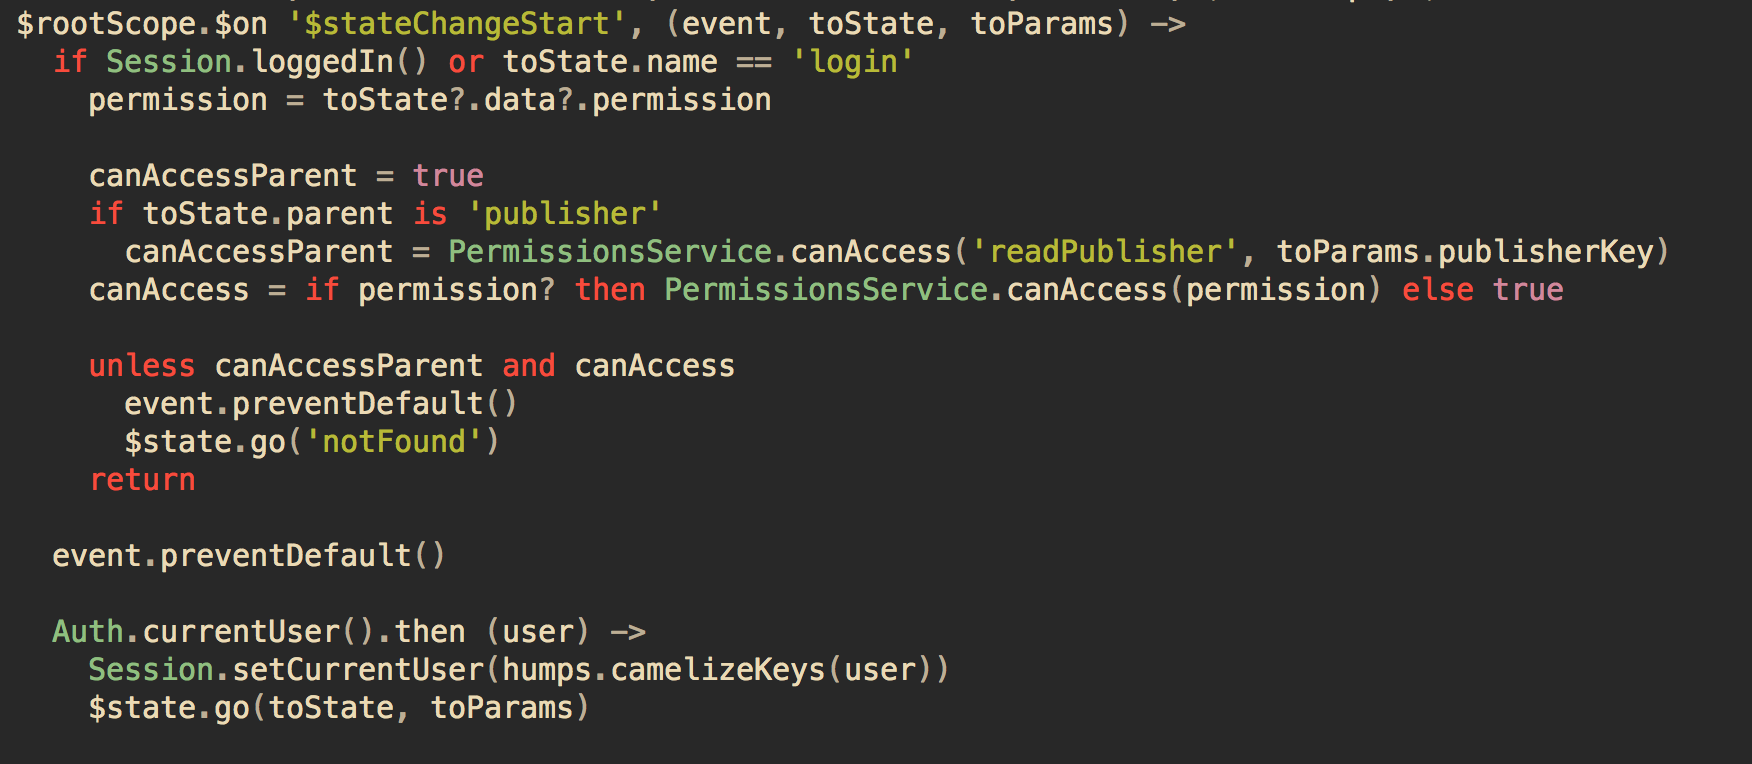 $rootScope.$on '$stateChangeStart', (event, toState, toParams) ->
  if Session.loggedIn() or toState.name == 'login'
    permission = toState?.data?.permission

    canAccessParent = true
    if toState.parent is 'publisher'
      canAccessParent = PermissionsService.canAccess('readPublisher', toParams.publisherKey)
    canAccess = if permission? then PermissionsService.canAccess(permission) else true

    unless canAccessParent and canAccess
      event.preventDefault()
      $state.go('notFound')
    return

  event.preventDefault()

  Auth.currentUser().then (user) ->
    Session.setCurrentUser(humps.camelizeKeys(user))
    $state.go(toState, toParams)